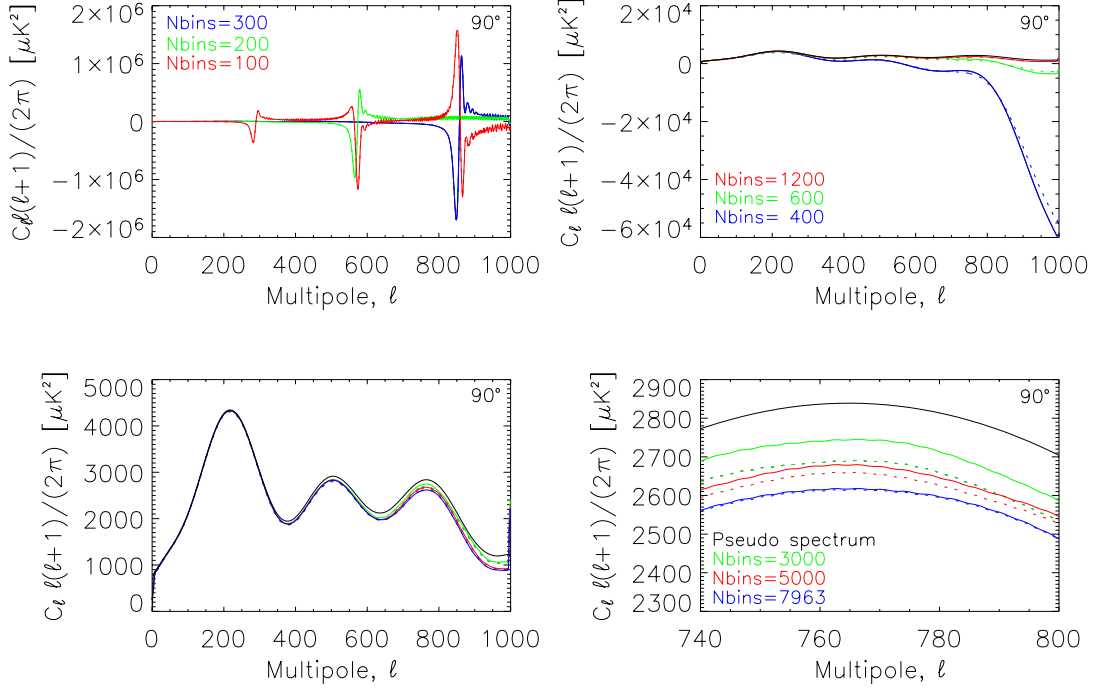 Cℓℓ(ℓ+1)/(2π) [μK²]
2×10⁶
1×10⁶
0
−1×10⁶
−2×10⁶
Nbins=300
Nbins=200
Nbins=100
90°
0 200 400 600 800 1000
Multipole, ℓ
Cℓ ℓ(ℓ+1)/(2π) [μK²]
2×10⁴
0
−2×10⁴
−4×10⁴
−6×10⁴
90°
Nbins=1200
Nbins= 600
Nbins= 400
0 200 400 600 800 1000
Multipole, ℓ
Cℓ ℓ(ℓ+1)/(2π) [μK²]
5000
4000
3000
2000
1000
0
90°
0 200 400 600 800 1000
Multipole, ℓ
Cℓ ℓ(ℓ+1)/(2π) [μK²]
2900
2800
2700
2600
2500
2400
2300
90°
Pseudo spectrum
Nbins=3000
Nbins=5000
Nbins=7963
740 760 780 800
Multipole, ℓ